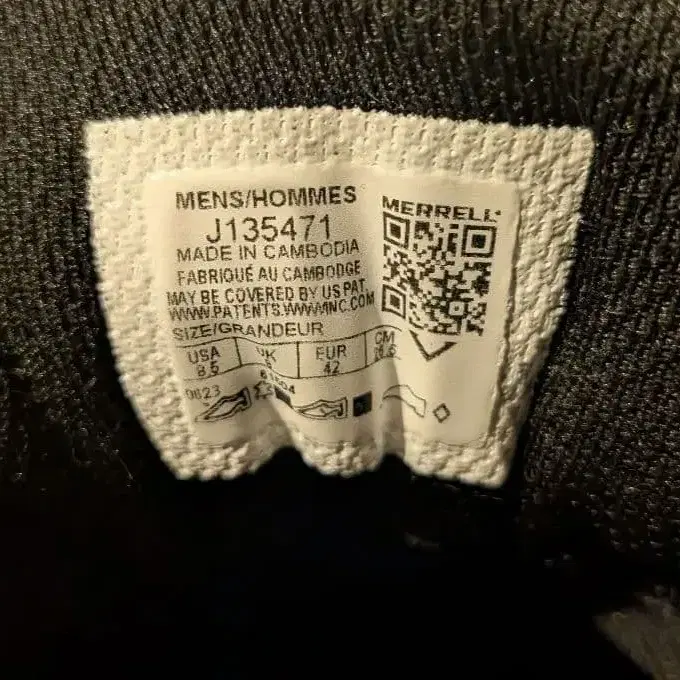 MENS/HOMMES
J135471
MADE IN CAMBODIA
FABRIQUÉ AU CAMBODGE
MAY BE COVERED BY US PAT.
WWW.PATENTS.WWWINC.COM
MERRELL
SIZE/GRANDEUR
USA UK EUR CM
8.5 42
0823